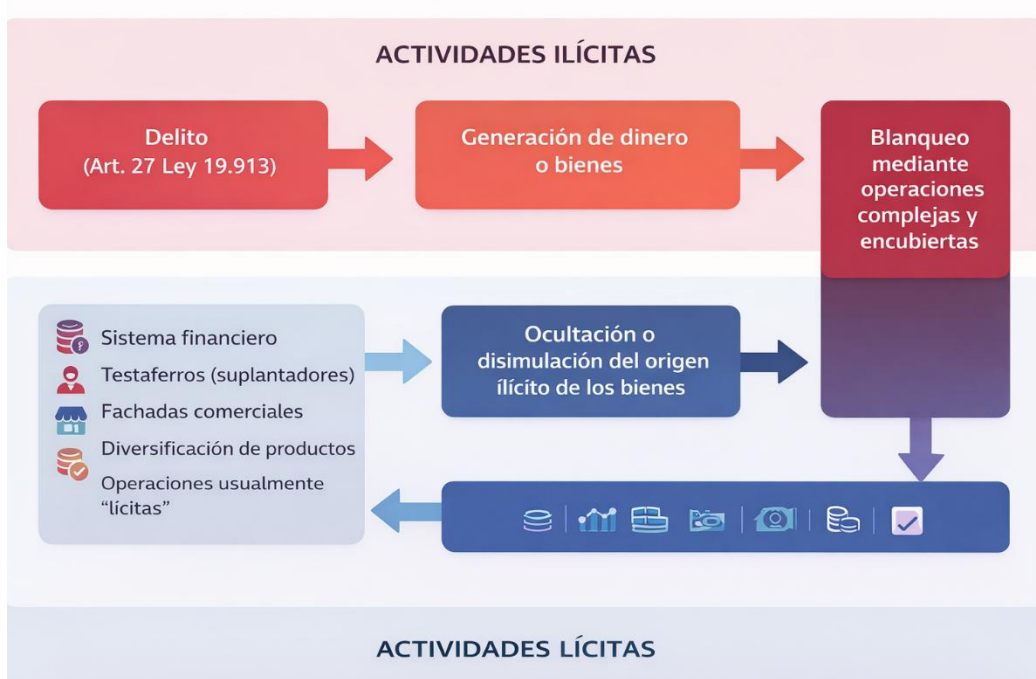 ACTIVIDADES ILÍCITAS
Delito
(Art. 27 Ley 19.913)
Generación de dinero
o bienes
Blanqueo
mediante
operaciones
complejas y
encubiertas
Sistema financiero
Testaferros (suplantadores)
Fachadas comerciales
Diversificación de productos
Operaciones usualmente
“lícitas”
Ocultación o
disimulación del origen
ílícito de los bienes
ACTIVIDADES LÍCITAS